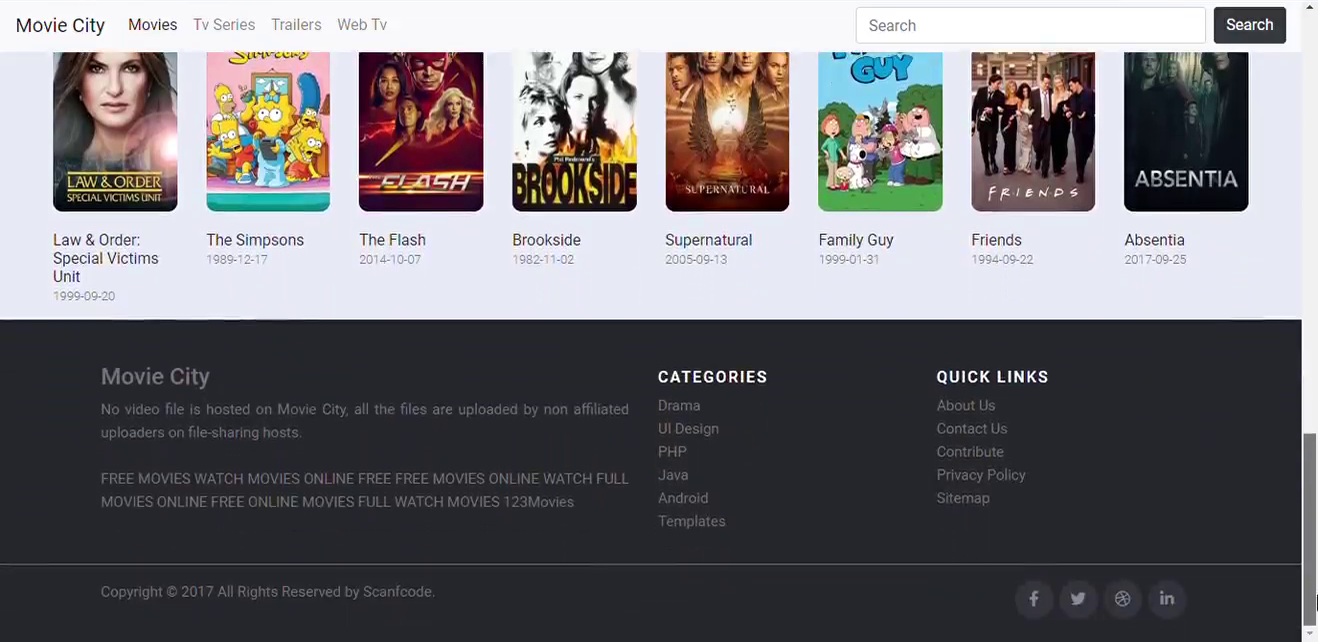 Movie City Movies Tv Series Trailers Web Tv Search Search
LAW & ORDER
SPECIAL VICTIMS UNIT
FLASH
Phil Redmond's
BROOKSIDE
SUPERNATURAL
GUY
FRIENDS
ABSENTIA
Law & Order:
Special Victims
Unit
1999-09-20
The Simpsons
1989-12-17
The Flash
2014-10-07
Brookside
1982-11-02
Supernatural
2005-09-13
Family Guy
1999-01-31
Friends
1994-09-22
Absentia
2017-09-25
Movie City
No video file is hosted on Movie City, all the files are uploaded by non affiliated
uploaders on file-sharing hosts.
FREE MOVIES WATCH MOVIES ONLINE FREE FREE MOVIES ONLINE WATCH FULL
MOVIES ONLINE FREE ONLINE MOVIES FULL WATCH MOVIES 123Movies
CATEGORIES
Drama
UI Design
PHP
Java
Android
Templates
QUICK LINKS
About Us
Contact Us
Contribute
Privacy Policy
Sitemap
Copyright © 2017 All Rights Reserved by Scanfcode.